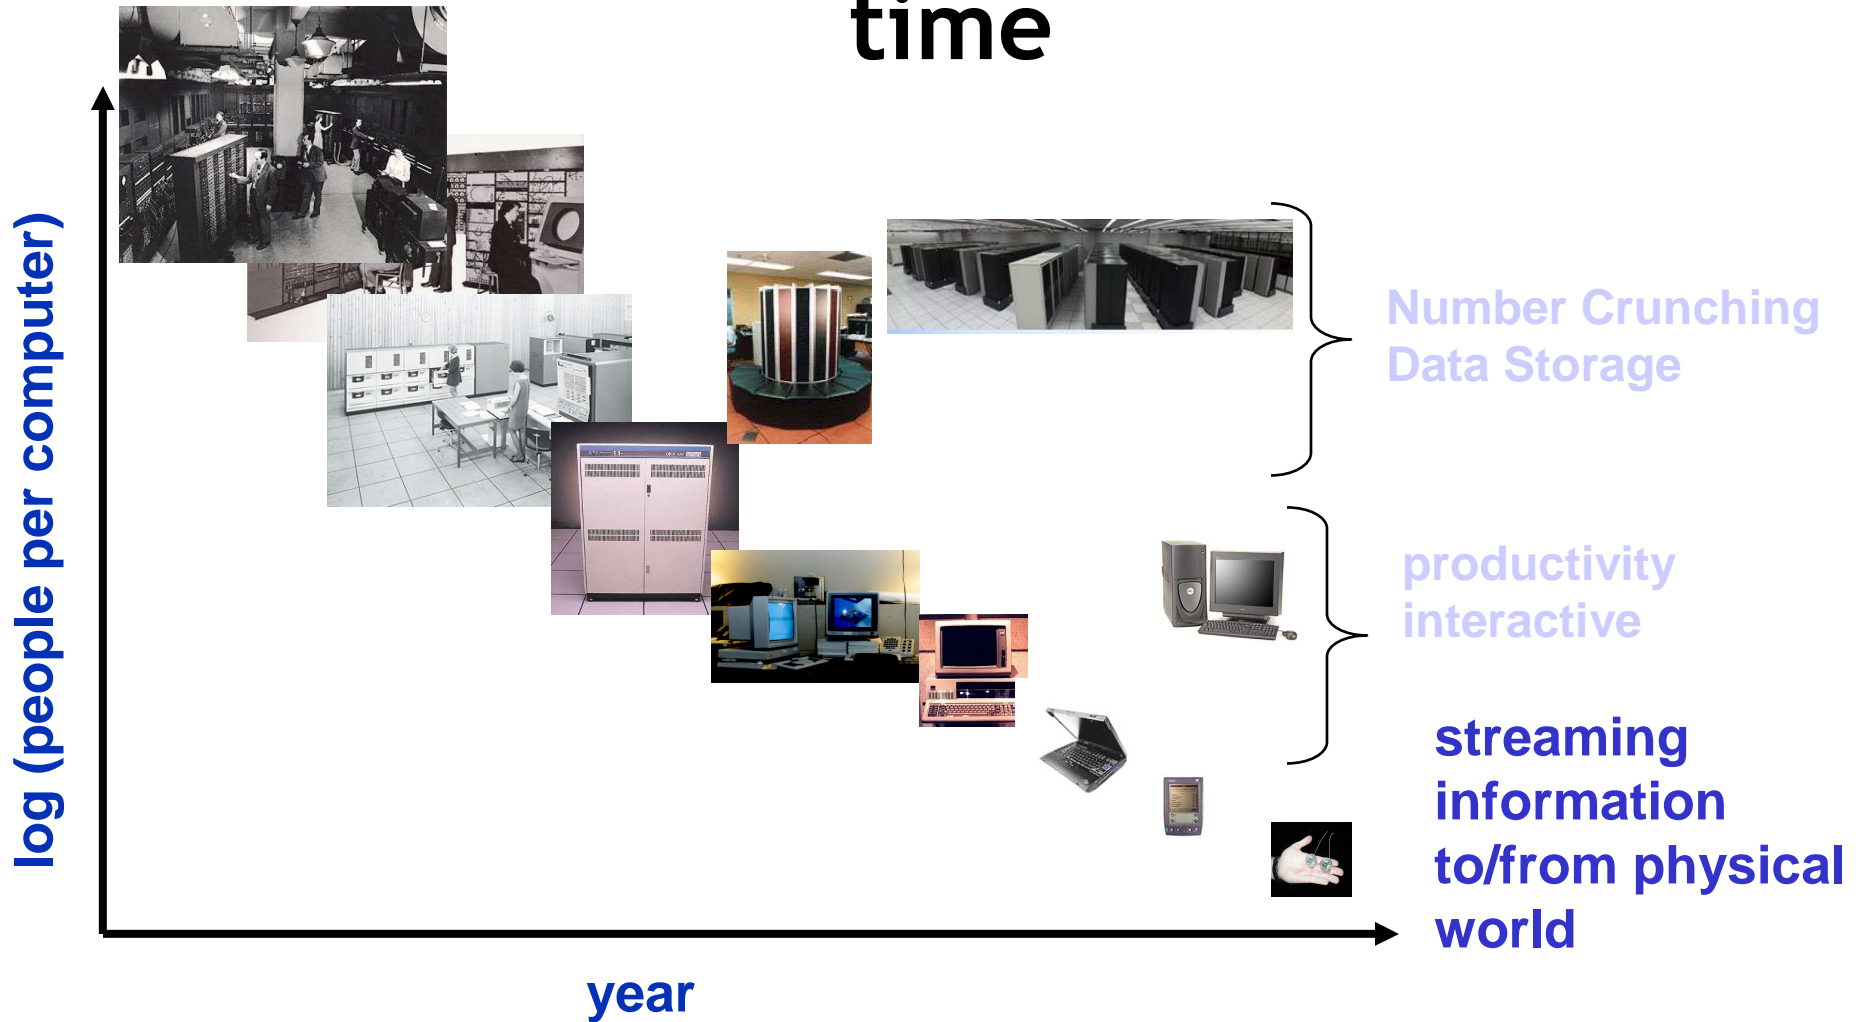 time
log (people per computer)
Number Crunching
Data Storage
productivity
interactive
streaming
information
to/from physical
world
year